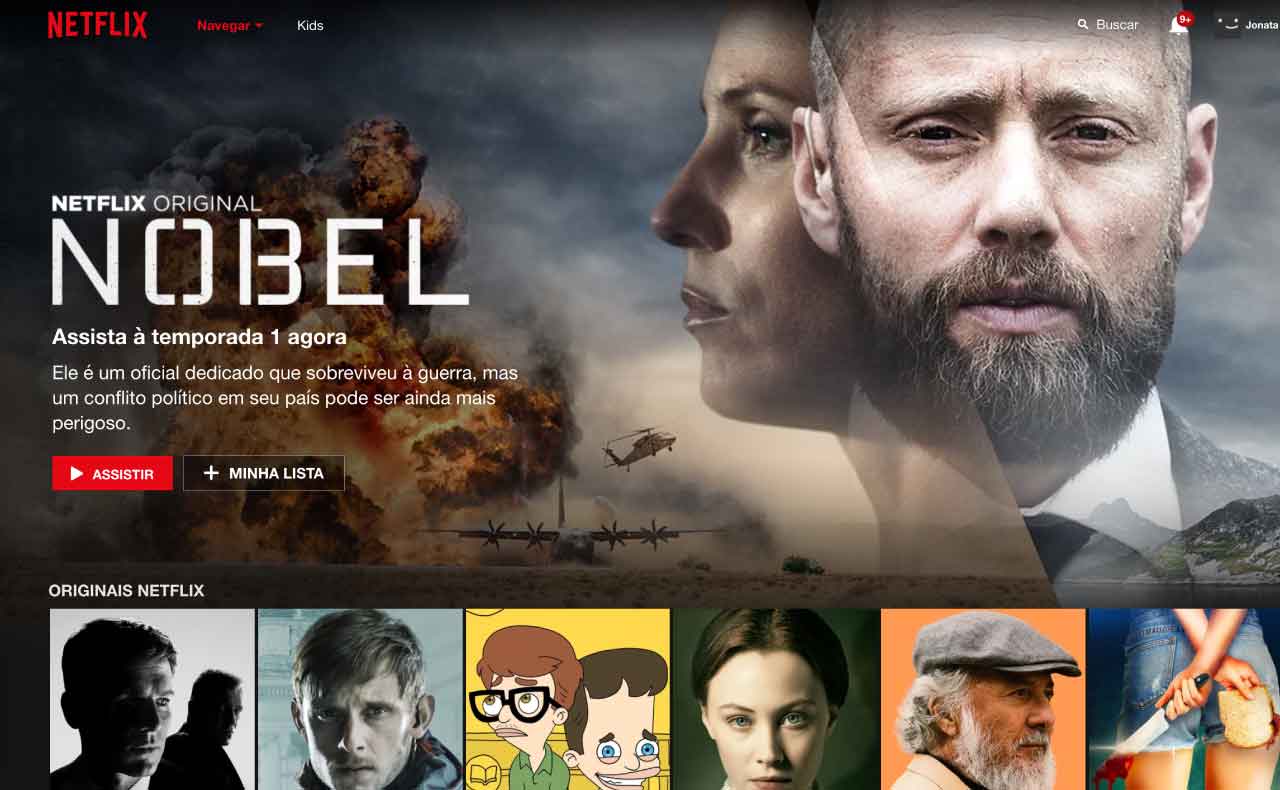 NETFLIX
Navegar
Kids
Buscar
9+
Jonata
NETFLIX ORIGINAL
NOBEL
Assista à temporada 1 agora
Ele é um oficial dedicado que sobreviveu à guerra, mas
um conflito político em seu país pode ser ainda mais
perigoso.
ASSISTIR
MINHA LISTA
ORIGINAIS NETFLIX